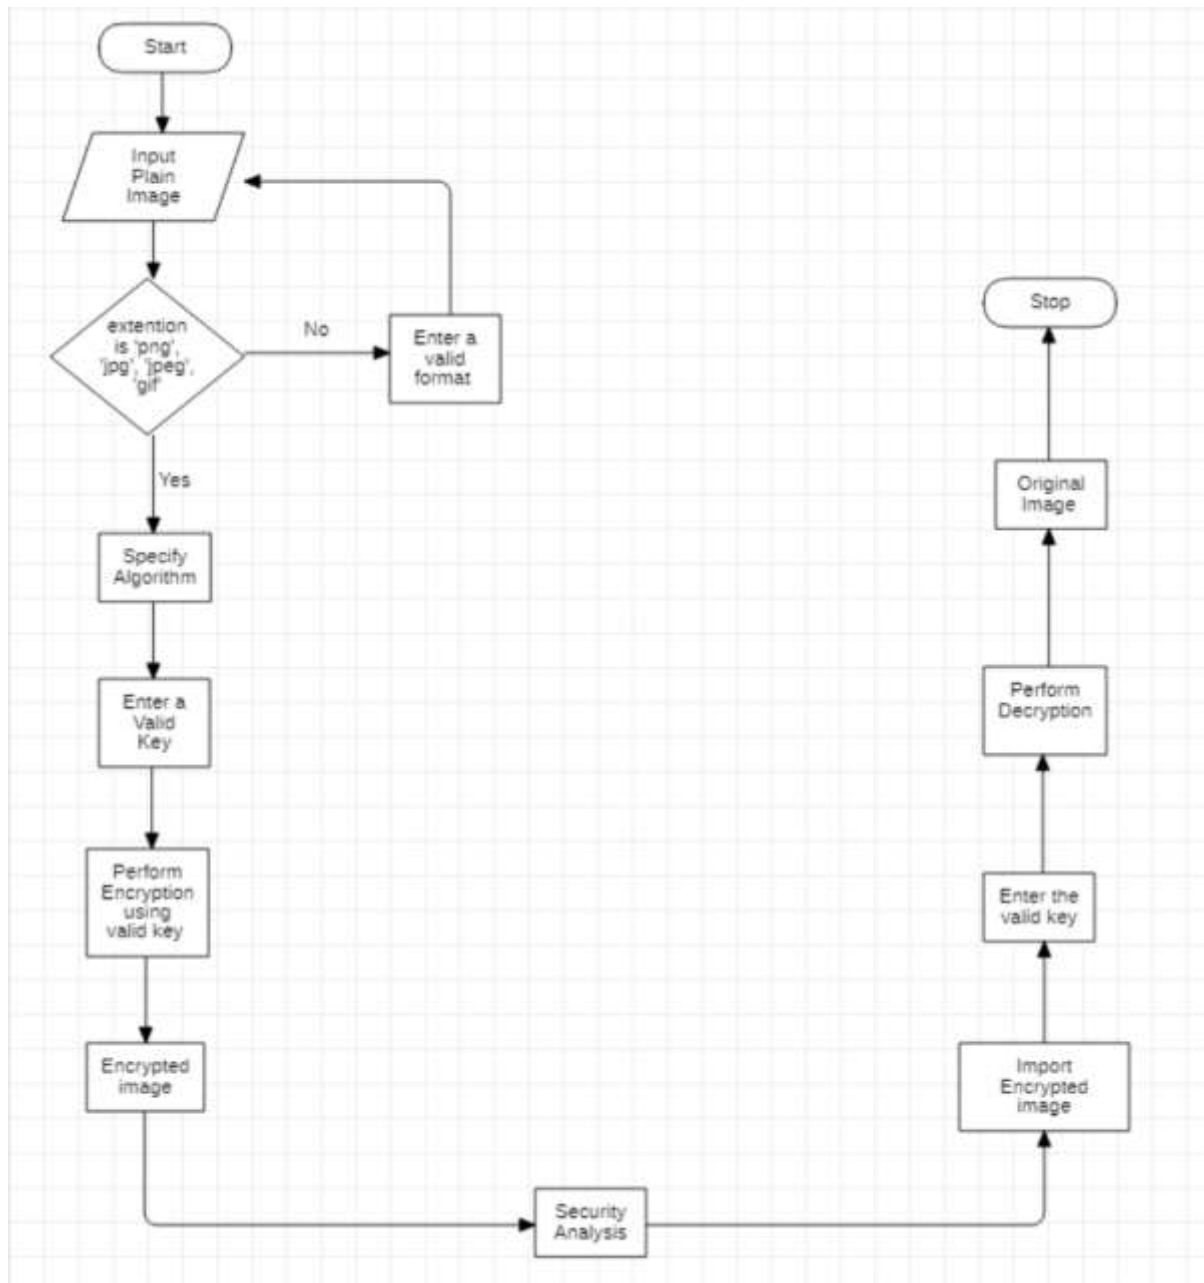 Start
Input
Plain
Image
extention
is 'png',
'jpg', 'jpeg',
'gif'
No
Enter a
valid
format
Yes
Specify
Algorithm
Enter a
Valid
Key
Perform
Encryption
using
valid key
Encrypted
image
Security
Analysis
Import
Encrypted
image
Enter the
valid key
Perform
Decryption
Original
Image
Stop